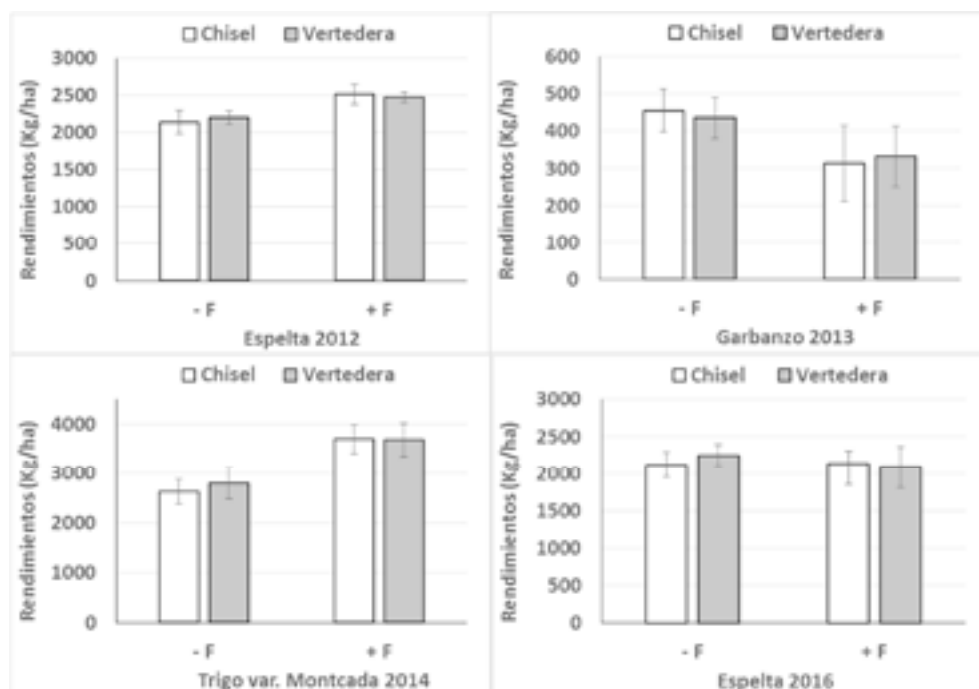 Chisel Vertedera
Rendimientos (Kg/ha)
3000
2500
2000
1500
1000
500
0
- F + F
Espelta 2012
Chisel Vertedera
Rendimientos (Kg/ha)
600
500
400
300
200
100
0
- F + F
Garbanzo 2013
Chisel Vertedera
Rendimientos (Kg/ha)
4000
3000
2000
1000
0
- F + F
Trigo var. Montcada 2014
Chisel Vertedera
Rendimientos (Kg/ha)
3000
2500
2000
1500
1000
500
0
- F + F
Espelta 2016